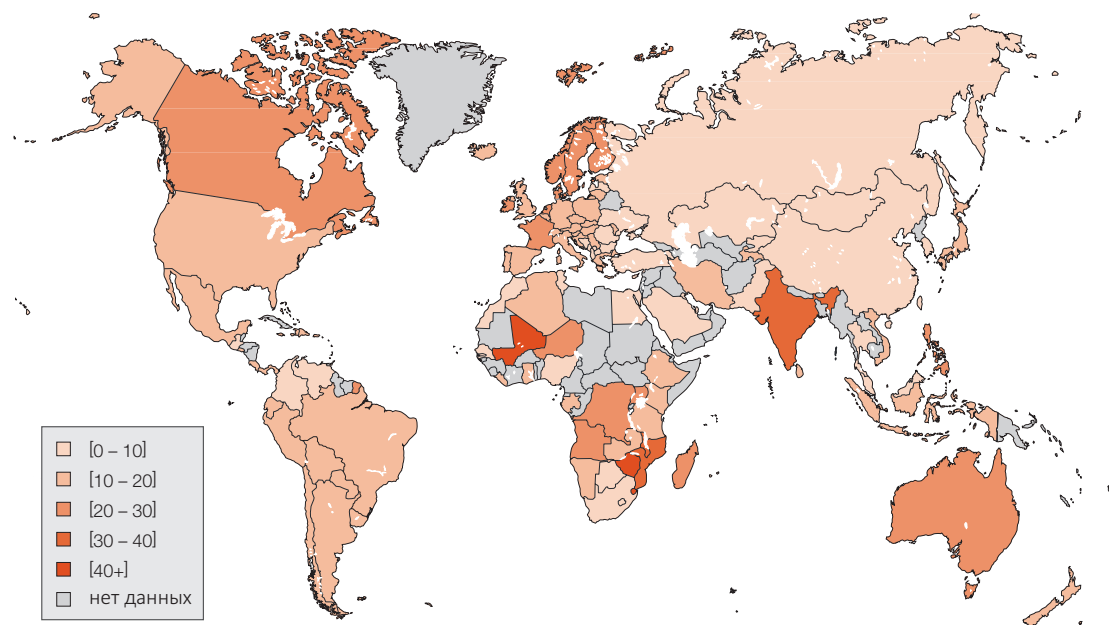 [0 – 10]
[10 – 20]
[20 – 30]
[30 – 40]
[40+]
нет данных